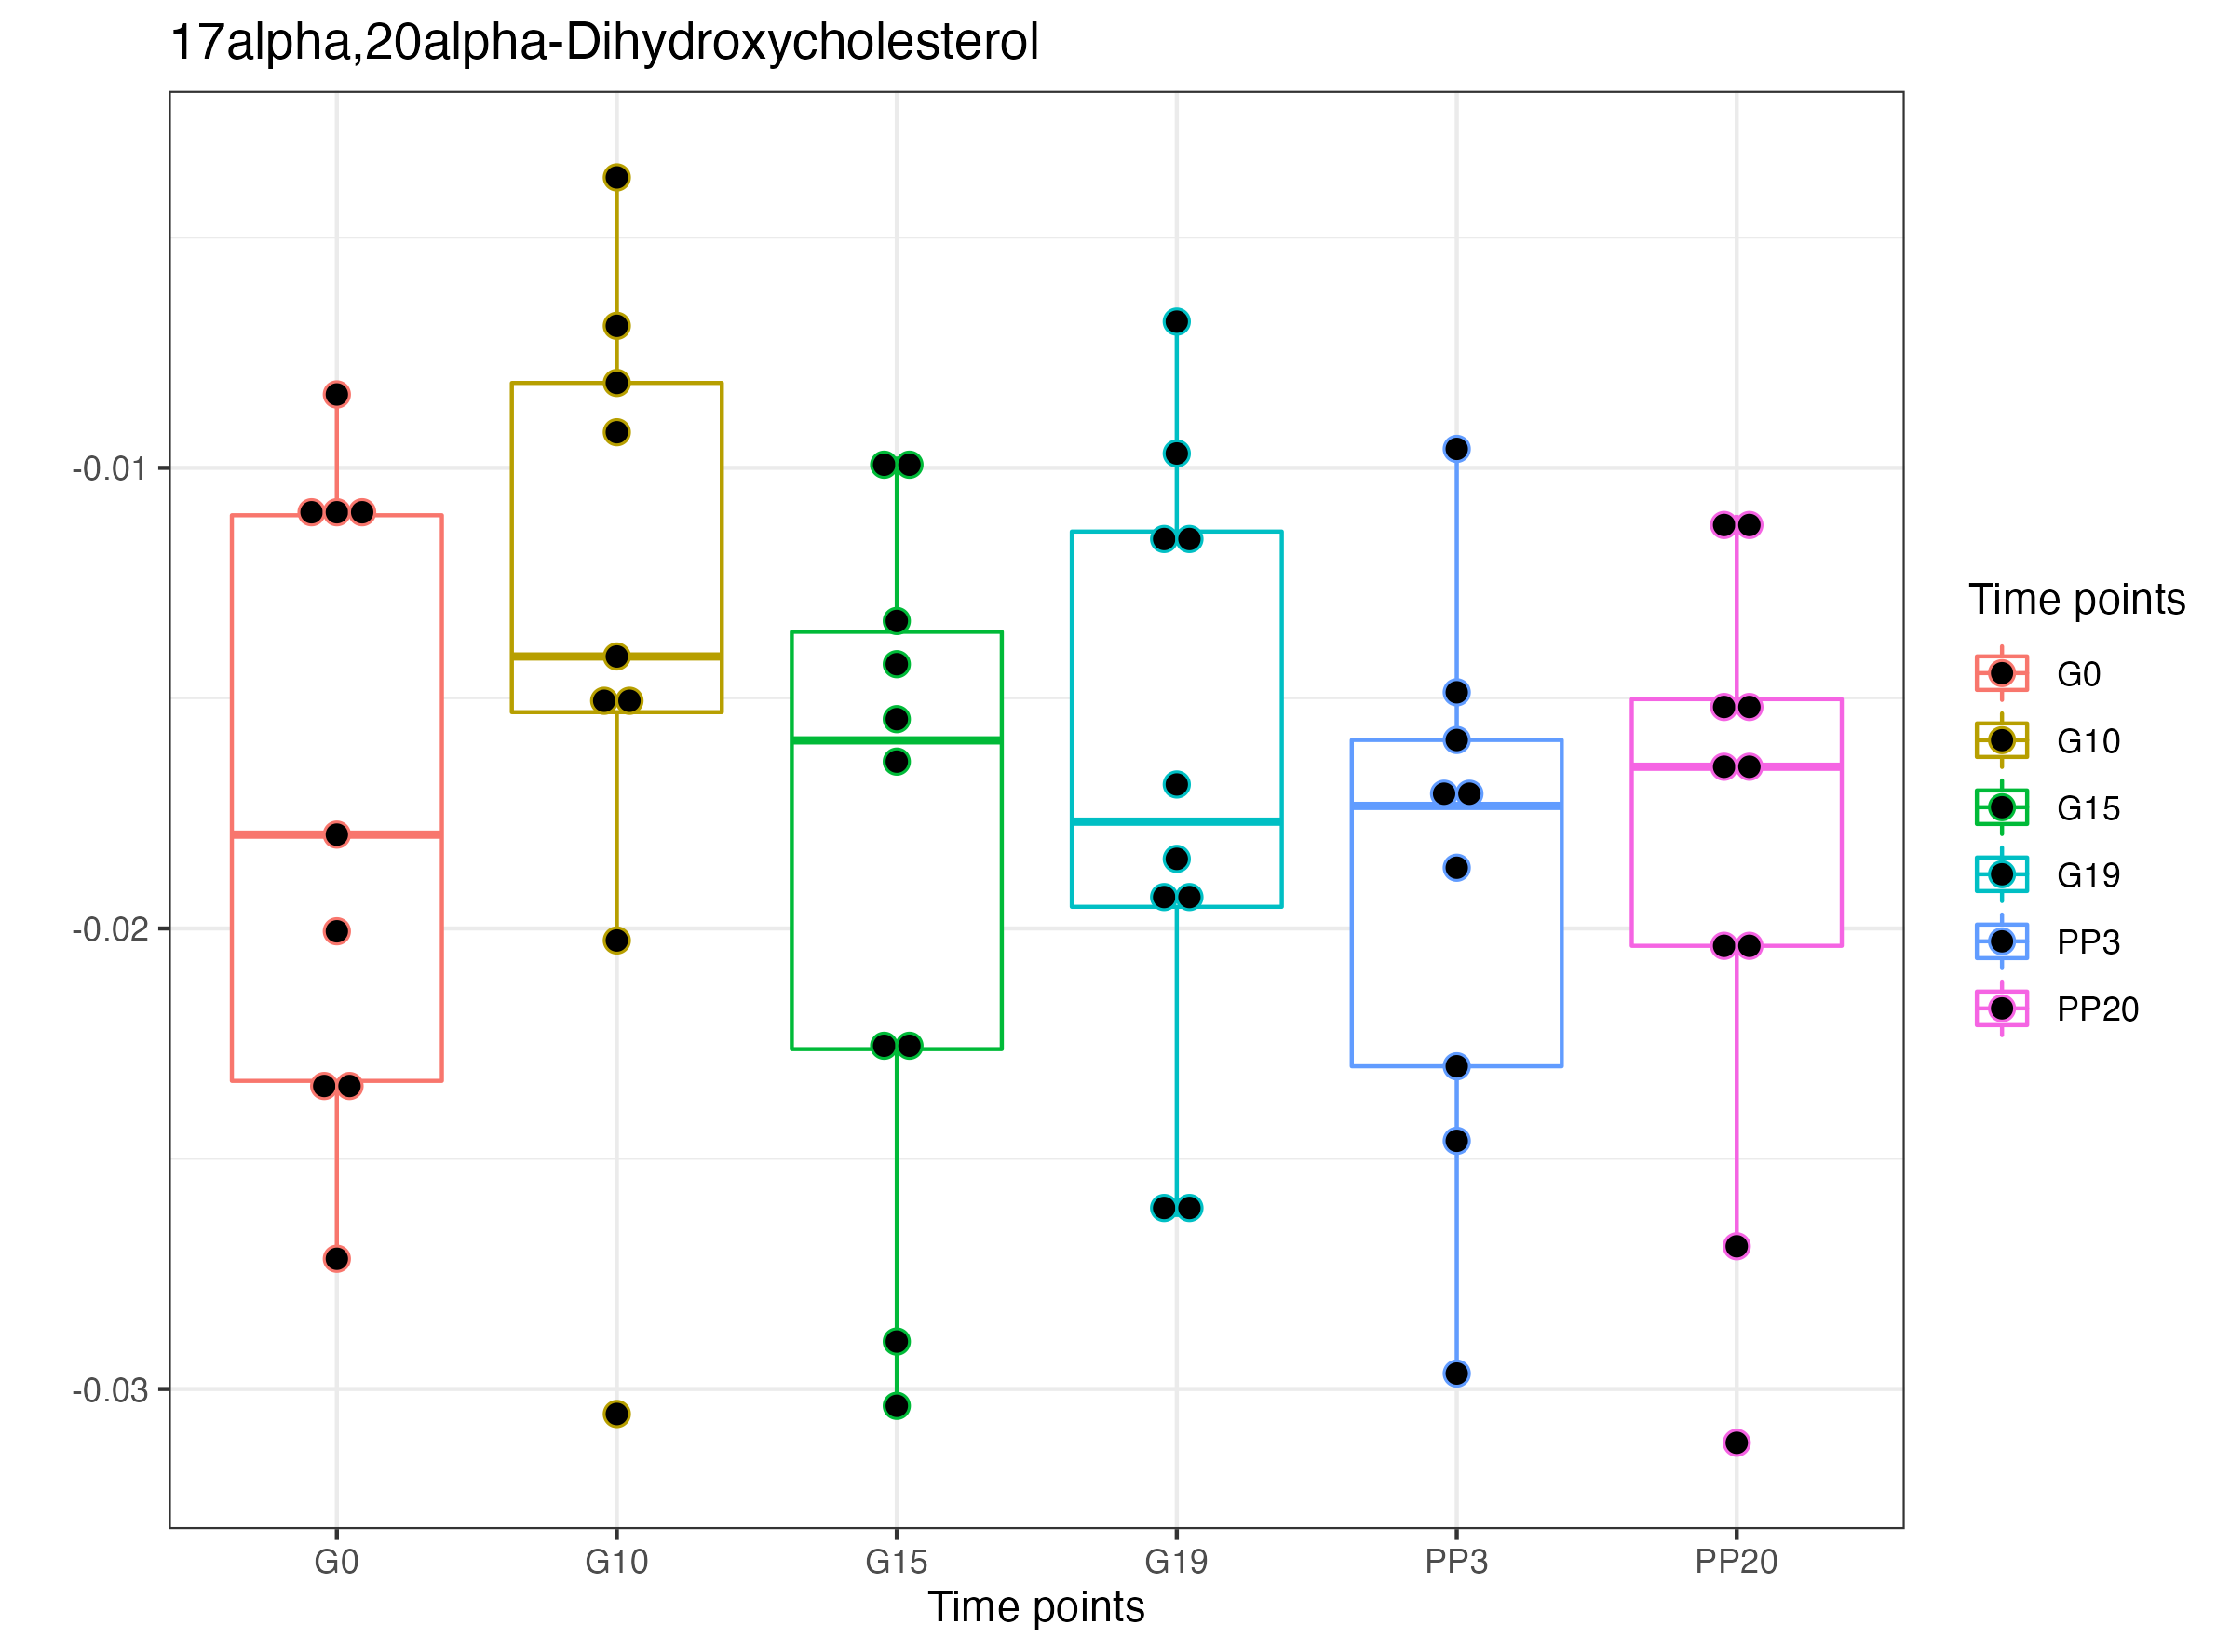 17alpha,20alpha-Dihydroxycholesterol
-0.01
-0.02
-0.03
G0 G10 G15 G19 PP3 PP20
Time points
Time points
G0
G10
G15
G19
PP3
PP20